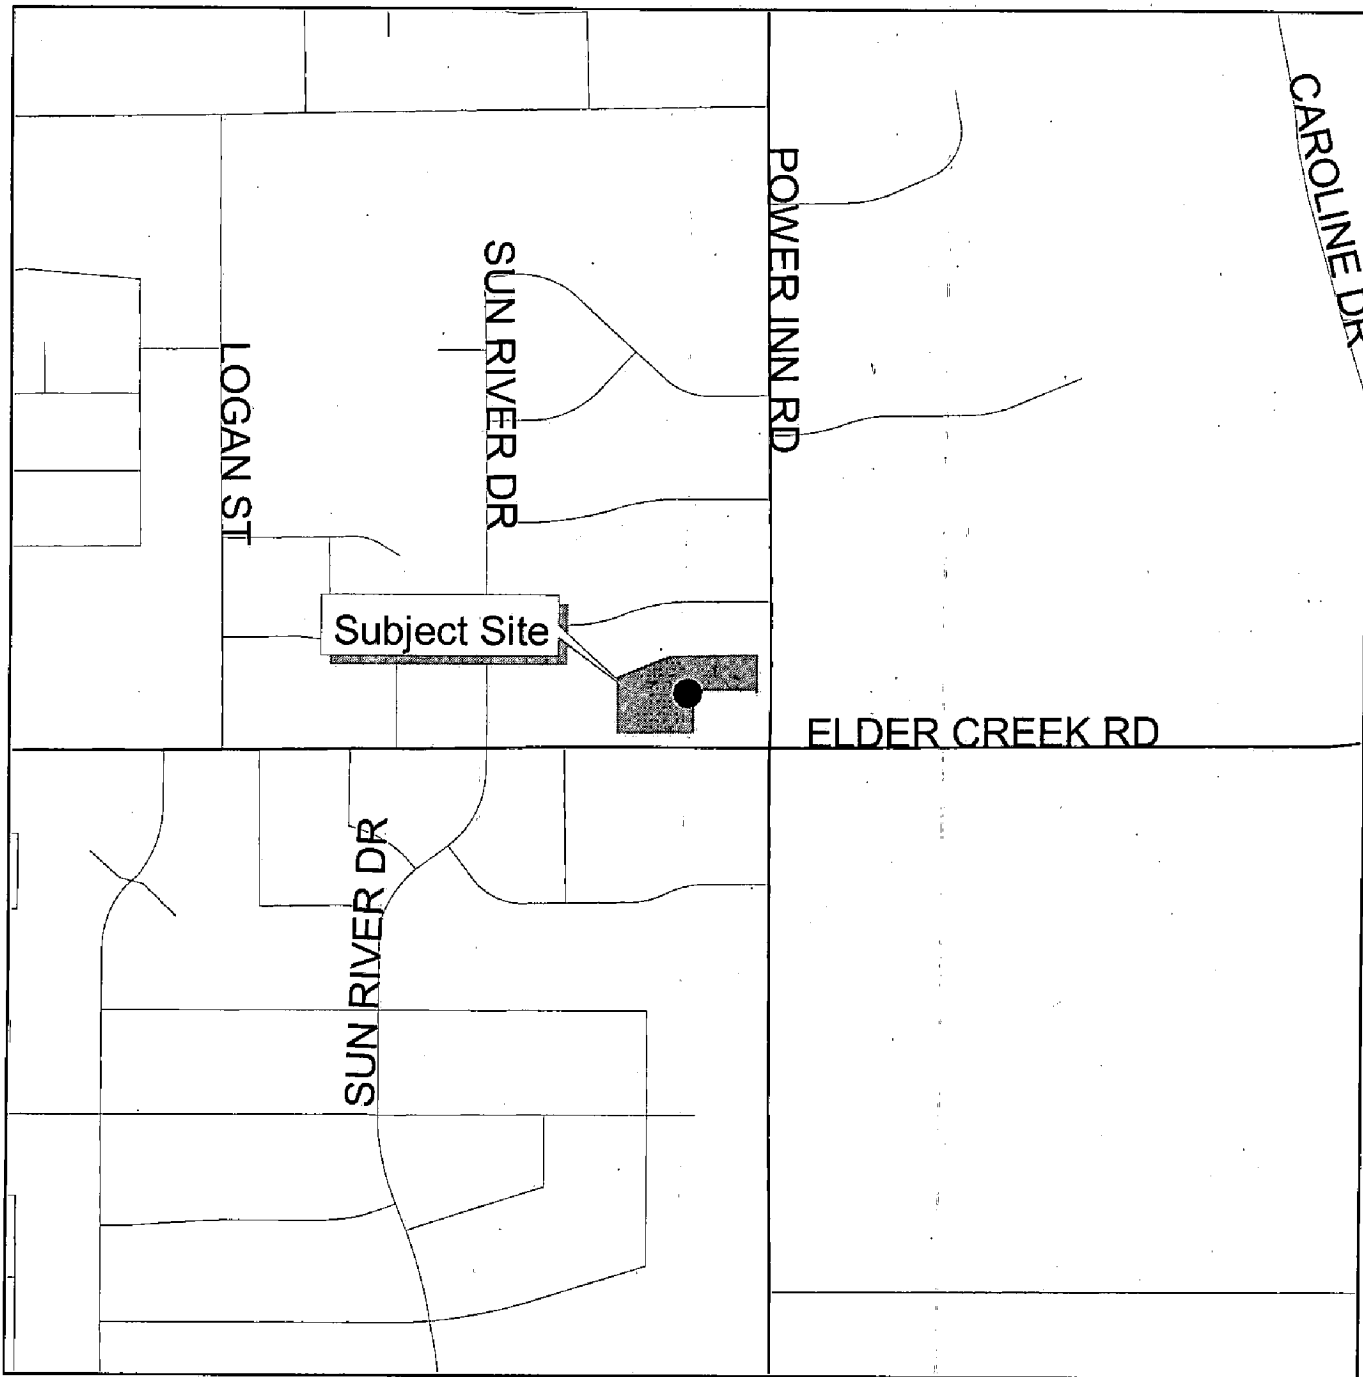 CAROLINE DR
POWER INN RD
SUN RIVER DR
LOGAN ST
Subject Site
ELDER CREEK RD
SUN RIVER DR